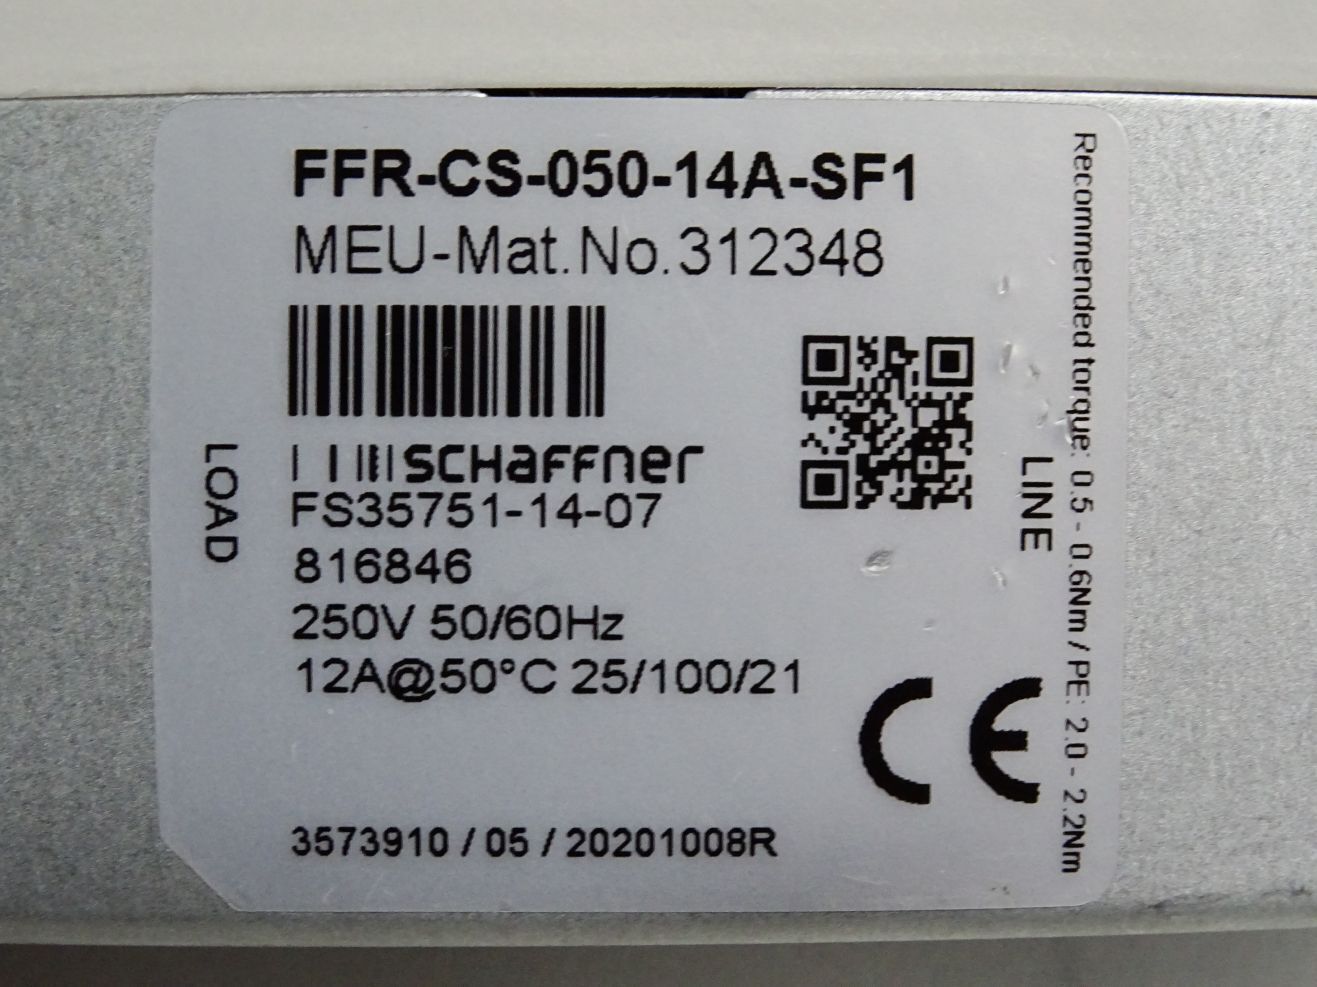 FFR-CS-050-14A-SF1
MEU-Mat.No.312348
SCHAFFNER
FS35751-14-07
816846
250V 50/60Hz
12A@50°C 25/100/21
3573910 / 05 / 20201008R
LOAD
LINE
Recommended torque: 0.5 - 0.6Nm / PE: 2.0 - 2.2Nm
CE